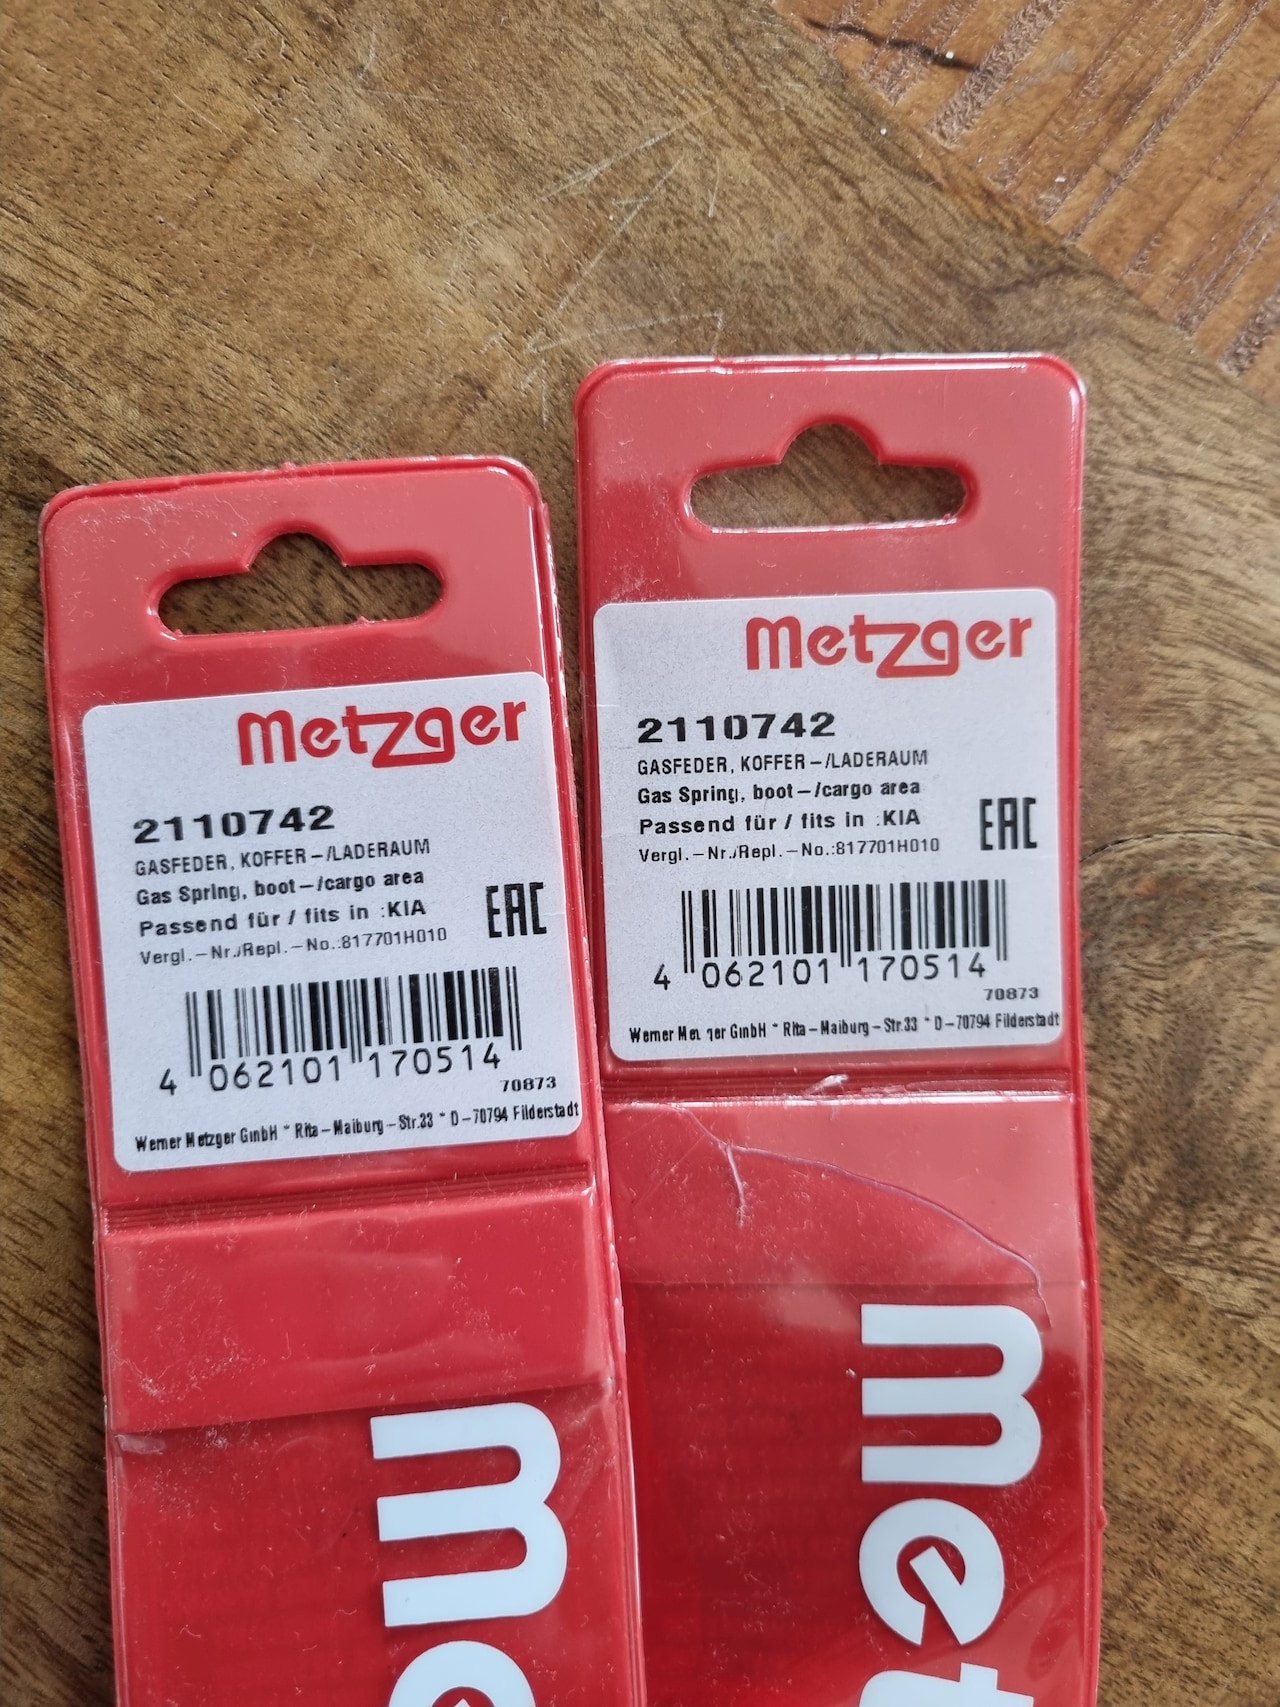 Metzger
2110742
GASFEDER, KOFFER-/LADERAUM
Gas Spring, boot-/cargo area
Passend für / fits in :KIA
Vergl.-Nr./Repl.-No.:817701H010
EAC
4 062101 170514
70873
Werner Metzger GmbH * Rita-Maiburg-Str.33 * D-70794 Filderstadt
me
Metzger
2110742
GASFEDER, KOFFER-/LADERAUM
Gas Spring, boot-/cargo area
Passend für / fits in :KIA
Vergl.-Nr./Repl.-No.:817701H010
EAC
4 062101 170514
70873
Werner Metzger GmbH * Rita-Maiburg-Str.33 * D-70794 Filderstadt
met